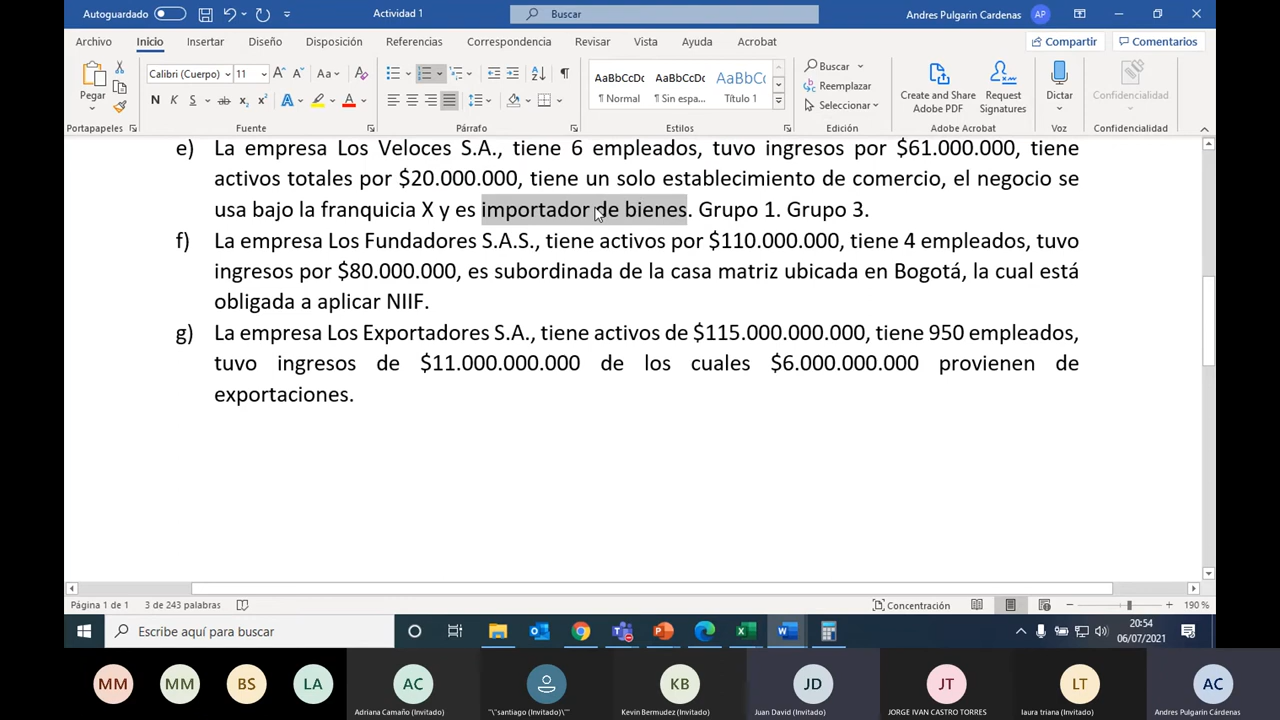 Autoguardado
Actividad 1
Buscar
Andres Pulgarin Cardenas
AP
Archivo
Inicio
Insertar
Diseño
Disposición
Referencias
Correspondencia
Revisar
Vista
Ayuda
Acrobat
Compartir
Comentarios
Pegar
Calibri (Cuerpo)
11
Aa
N K S ab x₂ x²
AaBbCcDc AaBbCcDc AaBbCc
¶ Normal
¶ Sin espa...
Título 1
Buscar
Reemplazar
Seleccionar
Create and Share
Adobe PDF
Request
Signatures
Dictar
Confidencialidad
Portapapeles
Fuente
Párrafo
Estilos
Edición
Adobe Acrobat
Voz
Confidencialidad
e) La empresa Los Veloces S.A., tiene 6 empleados, tuvo ingresos por $61.000.000, tiene
activos totales por $20.000.000, tiene un solo establecimiento de comercio, el negocio se
usa bajo la franquicia X y es importador de bienes. Grupo 1. Grupo 3.
f) La empresa Los Fundadores S.A.S., tiene activos por $110.000.000, tiene 4 empleados, tuvo
ingresos por $80.000.000, es subordinada de la casa matriz ubicada en Bogotá, la cual está
obligada a aplicar NIIF.
g) La empresa Los Exportadores S.A., tiene activos de $115.000.000.000, tiene 950 empleados,
tuvo ingresos de $11.000.000.000 de los cuales $6.000.000.000 provienen de
exportaciones.
Página 1 de 1
3 de 243 palabras
Concentración
190 %
Escribe aquí para buscar
20:54
06/07/2021
MM
MM
BS
LA
AC
KB
JD
JT
LT
AC
Adriana Camaño (Invitado)
"\"santiago (Invitado)\""
Kevin Bermudez (Invitado)
Juan David (Invitado)
JORGE IVAN CASTRO TORRES
laura triana (Invitado)
Andres Pulgarin Cárdenas